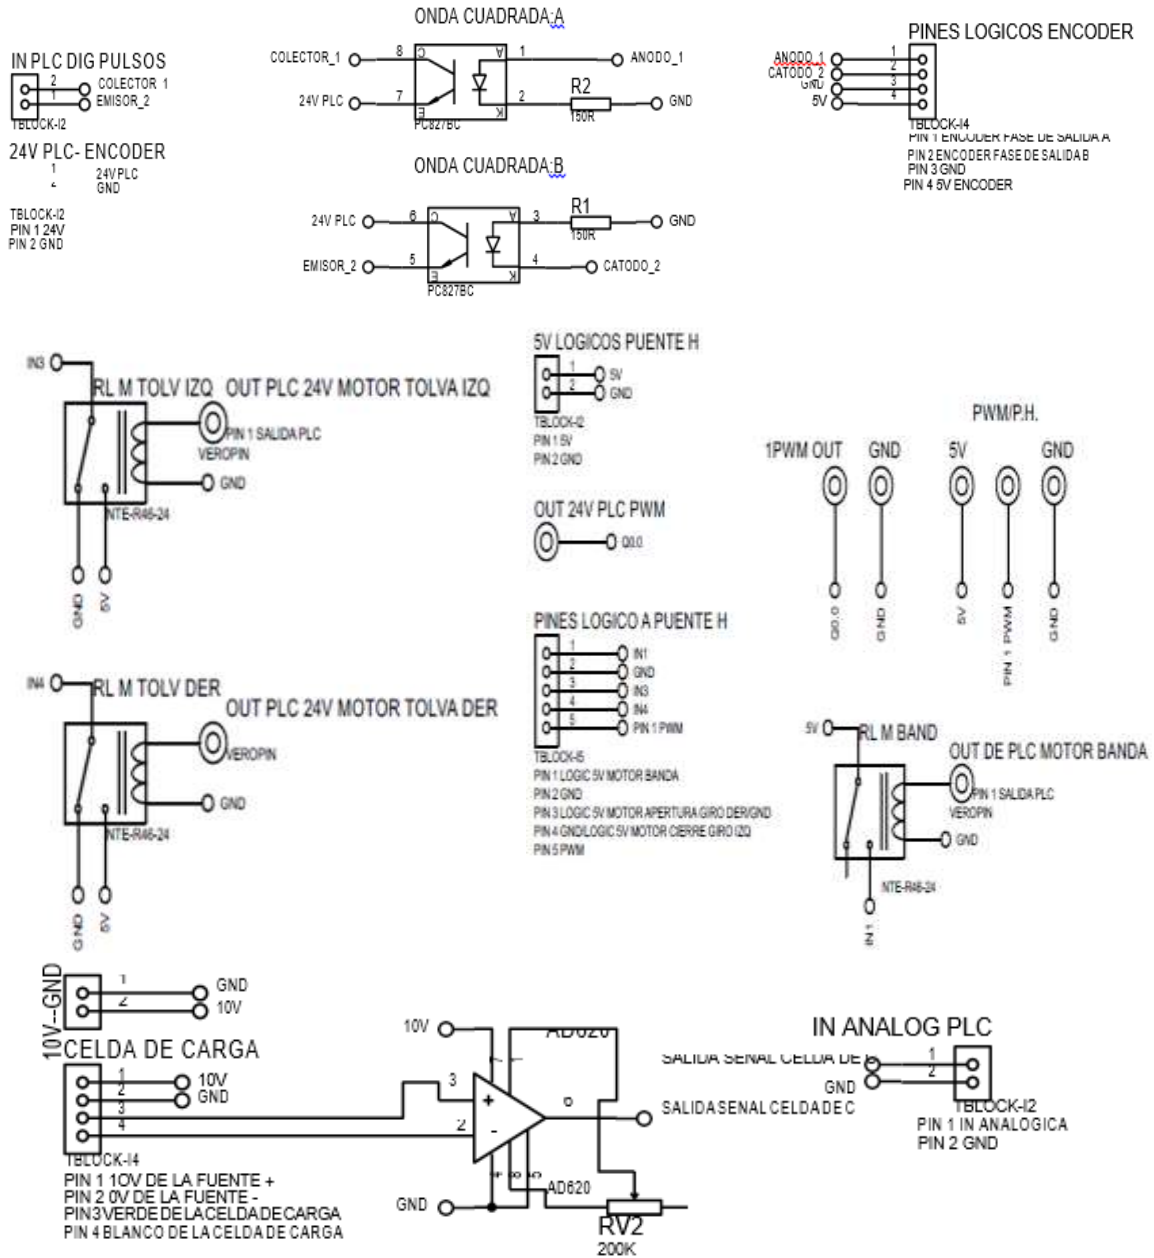 ONDA CUADRADA:A
COLECTOR_1
8
C
A
1
ANODO_1
24V PLC
7
E
K
2
R2
150R
GND
PC827BC
IN PLC DIG PULSOS
2
COLECTOR 1
1
EMISOR_2
TBLOCK-I2
24V PLC- ENCODER
1
24V PLC
GND
TBLOCK-I2
PIN 1 24V
PIN 2 GND
ONDA CUADRADA:B
24V PLC
6
C
A
3
R1
150R
GND
EMISOR_2
5
E
K
4
CATODO_2
PC827BC
PINES LOGICOS ENCODER
ANODO_1
1
CATODO_2
2
GND
3
5V
4
TBLOCK-I4
PIN 1 ENCODER FASE DE SALIDA A
PIN 2 ENCODER FASE DE SALIDA B
PIN 3 GND
PIN 4 5V ENCODER
IN3
RL M TOLV IZQ
OUT PLC 24V MOTOR TOLVA IZQ
PIN 1 SALIDA PLC
VEROPIN
GND
NTE-R46-24
GND
5V
5V LOGICOS PUENTE H
1
5V
2
GND
TBLOCK-I2
PIN 1 5V
PIN 2 GND
OUT 24V PLC PWM
Q0.0
PWM/P.H.
1PWM OUT
GND
5V
GND
Q0.0
GND
5V
PIN 1 PWM
GND
IN4
RL M TOLV DER
OUT PLC 24V MOTOR TOLVA DER
VEROPIN
GND
NTE-R46-24
GND
5V
PINES LOGICO A PUENTE H
1
IN1
2
GND
3
IN3
4
IN4
5
PIN 1 PWM
TBLOCK-I5
PIN 1 LOGIC 5V MOTOR BANDA
PIN 2 GND
PIN 3 LOGIC 5V MOTOR APERTURA GIRO DER/GND
PIN 4 GND/LOGIC 5V MOTOR CIERRE GIRO IZQ
PIN 5 PWM
5V
RL M BAND
OUT DE PLC MOTOR BANDA
PIN 1 SALIDA PLC
VEROPIN
GND
NTE-R46-24
IN1
10V--GND
1
GND
2
10V
CELDA DE CARGA
1
10V
2
GND
3
4
TBLOCK-I4
PIN 1 10V DE LA FUENTE +
PIN 2 0V DE LA FUENTE -
PIN3VERDE DE LA CELDA DE CARGA
PIN 4 BLANCO DE LA CELDA DE CARGA
10V
AD620
7
1
3
+
2
-
6
4
8
5
AD620
GND
RV2
200K
SALIDA SENAL CELDA DE C
SALIDA SENAL CELDA DE C
GND
IN ANALOG PLC
1
2
TBLOCK-I2
PIN 1 IN ANALOGICA
PIN 2 GND